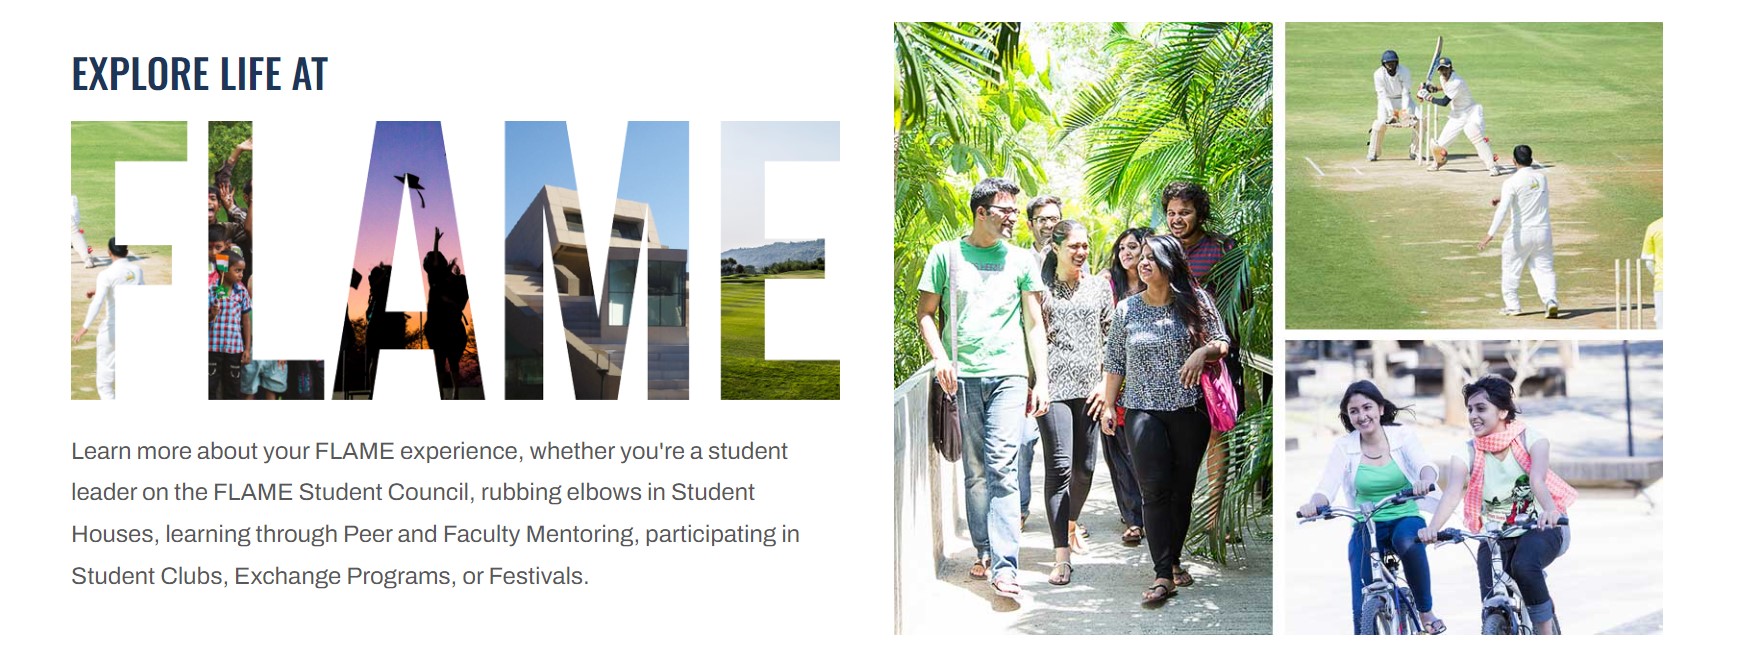 EXPLORE LIFE AT
FLAME
Learn more about your FLAME experience, whether you're a student
leader on the FLAME Student Council, rubbing elbows in Student
Houses, learning through Peer and Faculty Mentoring, participating in
Student Clubs, Exchange Programs, or Festivals.